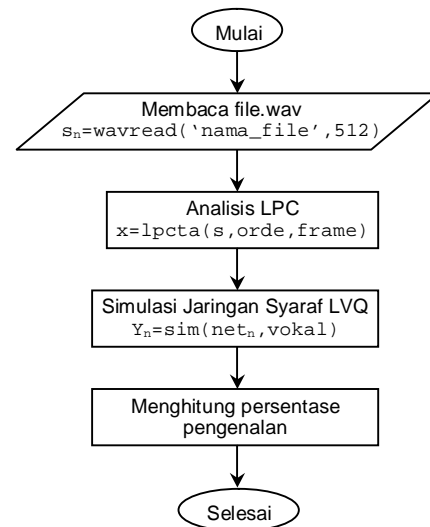 Mulai
Membaca file.wav
sₙ=wavread(‘nama_file’,512)
Analisis LPC
x=lpcta(s,orde,frame)
Simulasi Jaringan Syaraf LVQ
Yₙ=sim(netₙ,vokal)
Menghitung persentase
pengenalan
Selesai